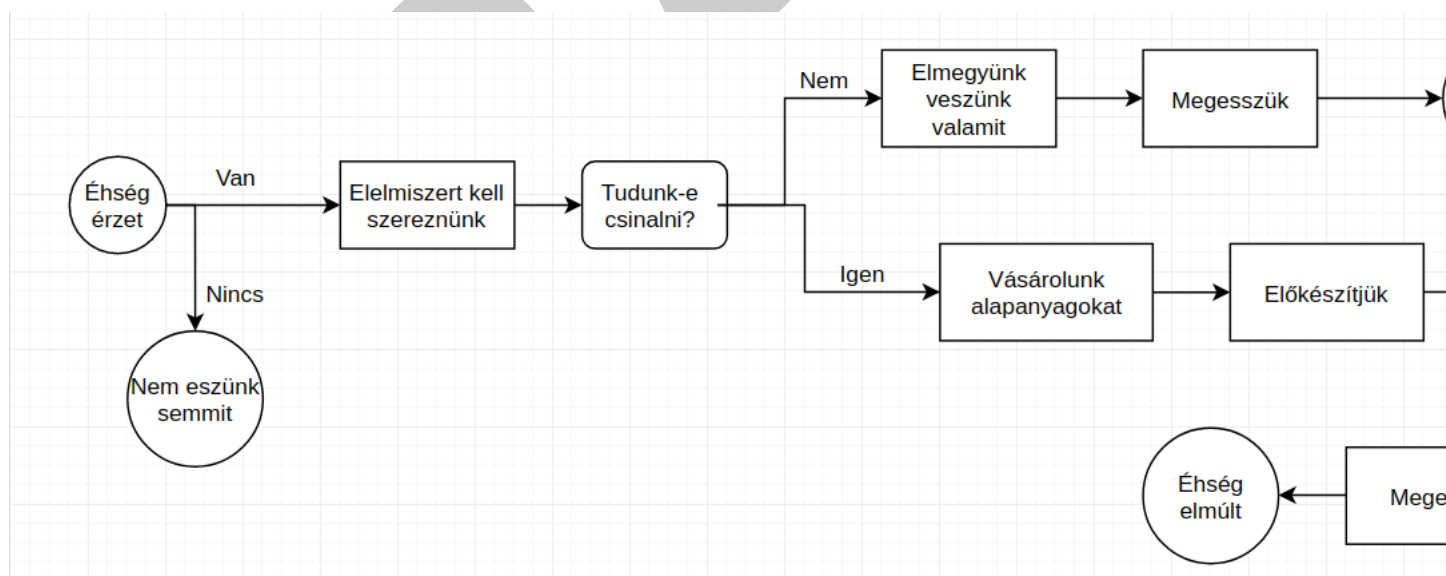 Éhség
érzet
Van
Nincs
Nem eszünk
semmit
Elelmiszert kell
szereznünk
Tudunk-e
csinalni?
Nem
Elmegyünk
veszünk
valamit
Megesszük
Igen
Vásárolunk
alapanyagokat
Előkészítjük
Éhség
elmúlt